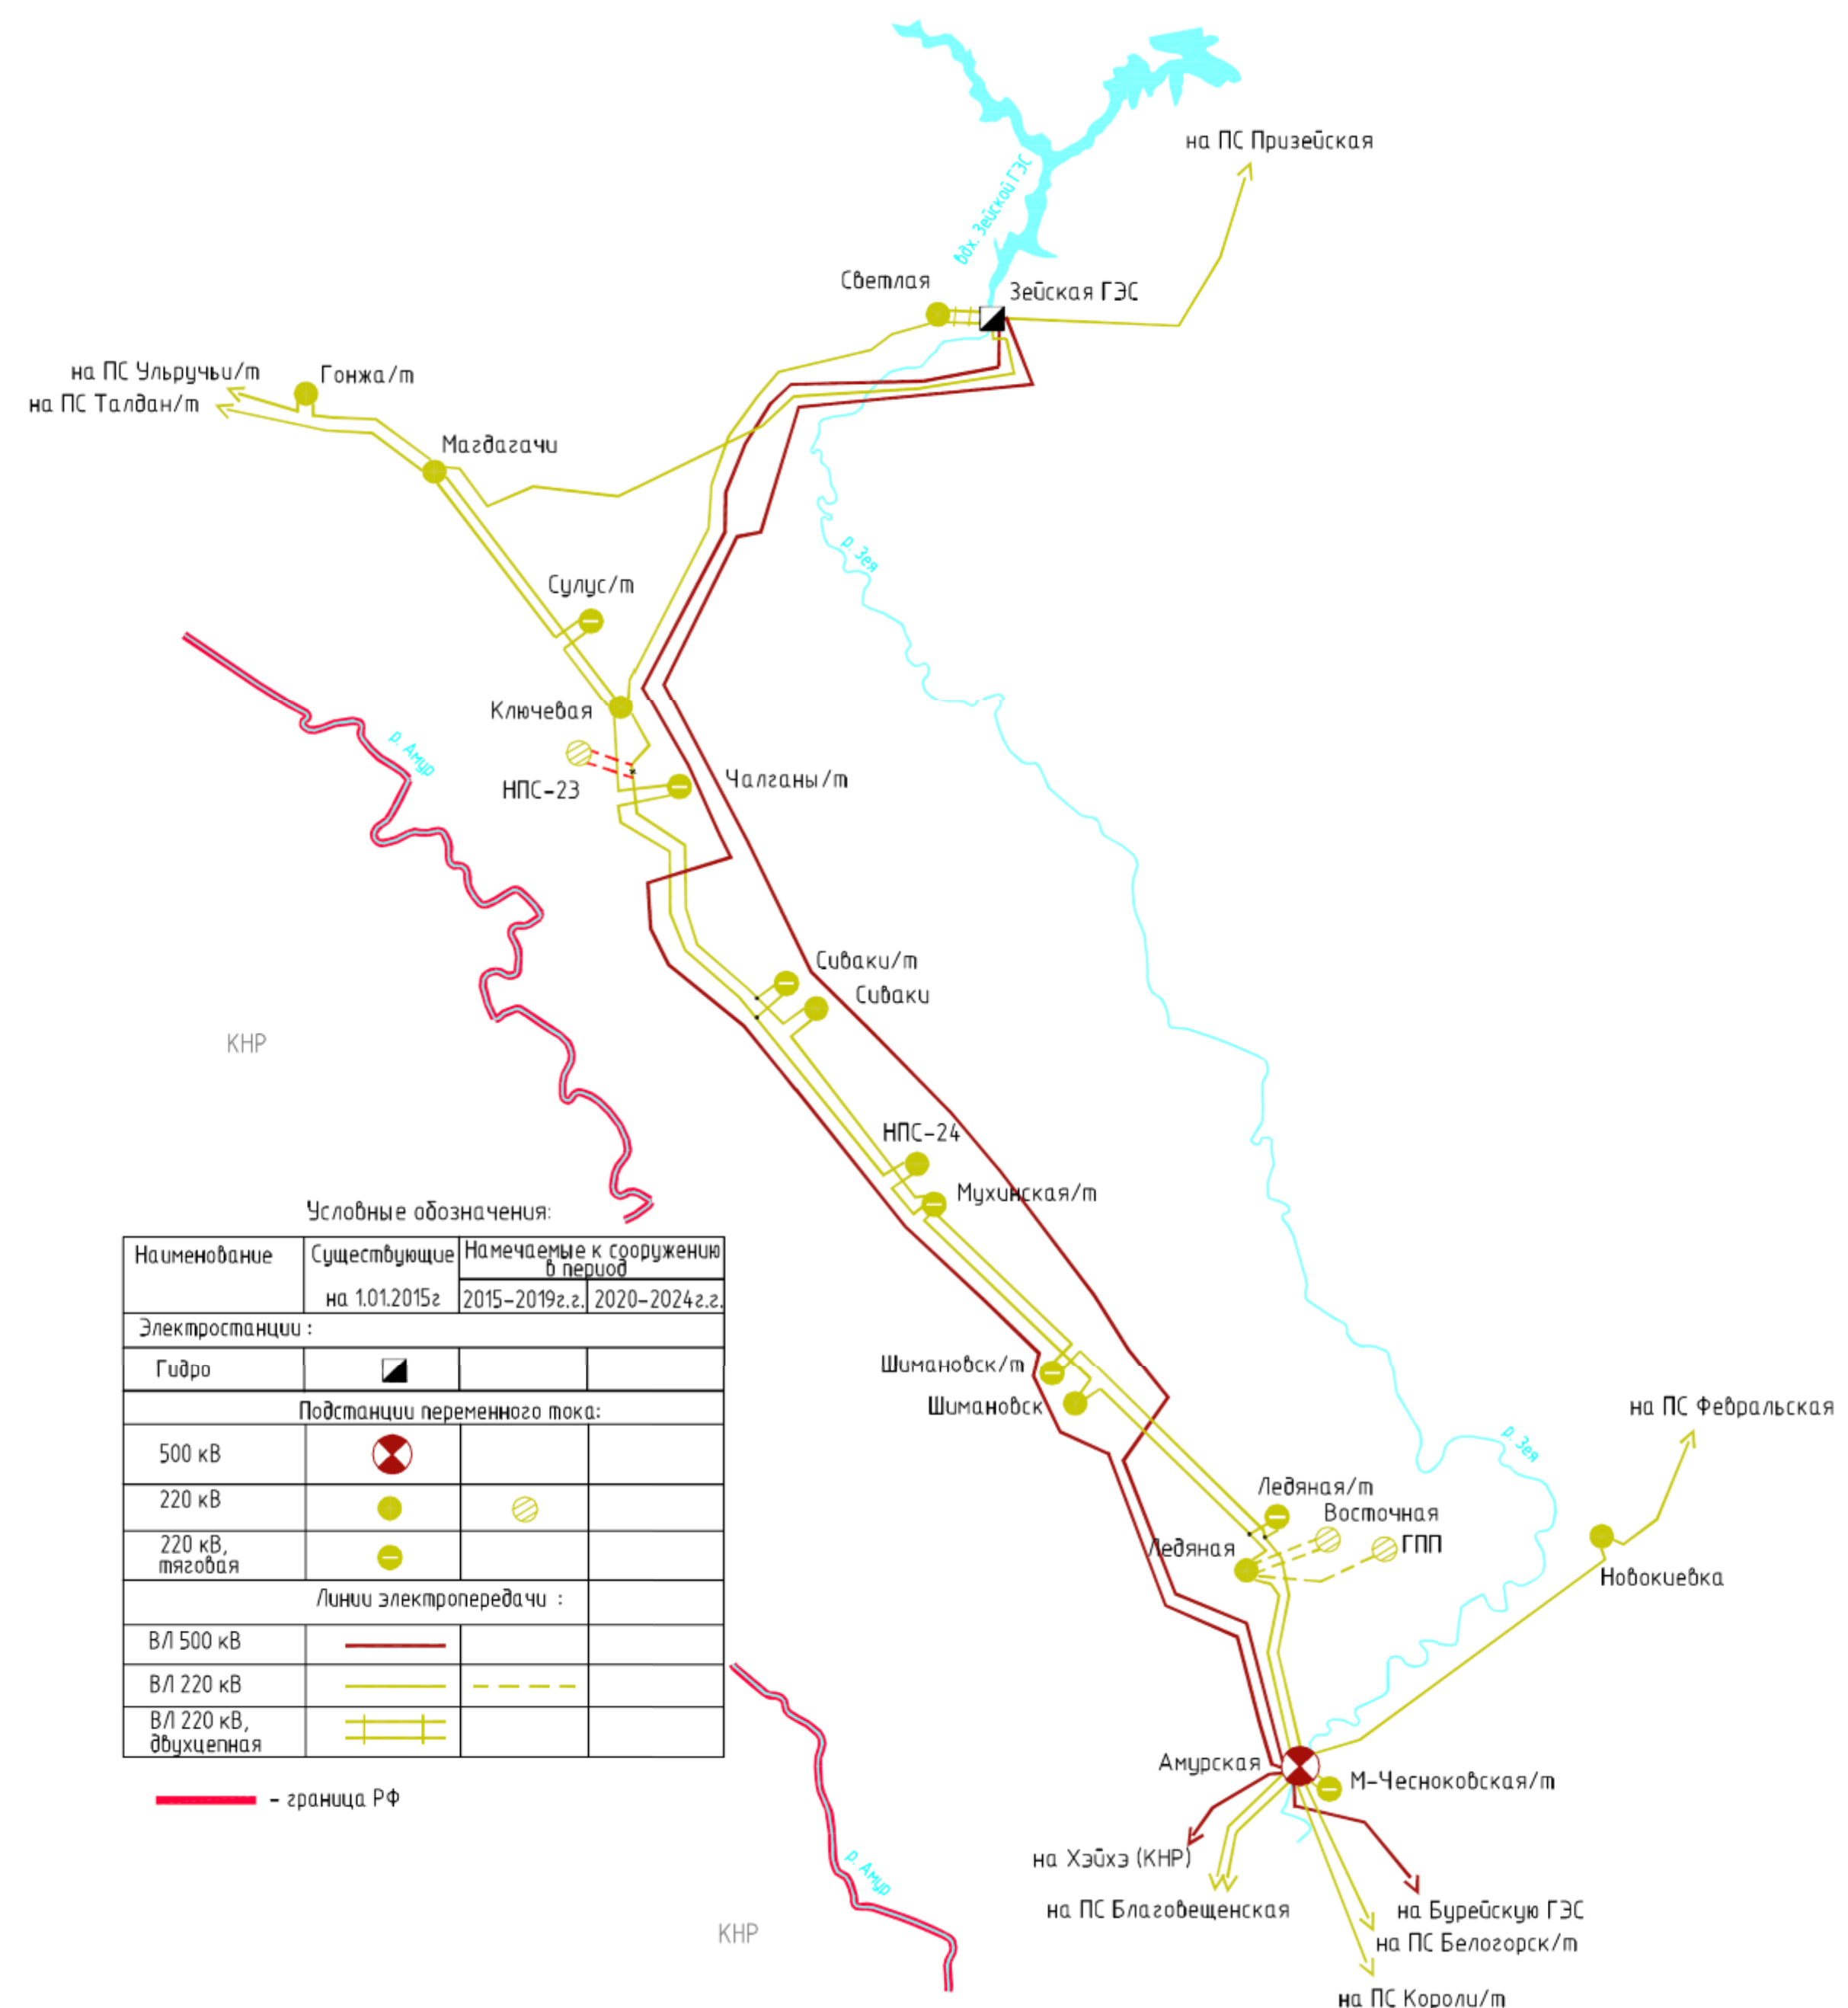 на ПС Призейская
вдх. Зейской ГЭС
Светлая
Зейская ГЭС
на ПС Ульручьи/т
Гонжа/т
на ПС Талдан/т
Магдагачи
р. Зея
Сулус/т
Ключевая
р. Амур
НПС-23
Чалганы/т
Сиваки/т
Сиваки
КНР
НПС-24
Мухинская/т
Шимановск/т
Шимановск
на ПС Февральская
р. Зея
Ледяная/т
Восточная
Ледяная
ГПП
Новокиевка
Условные обозначения:
Наименование
Существующие
на 1.01.2015г
Намечаемые к сооружению
в период
2015-2019г.г.
2020-2024г.г.
Электростанции :
Гидро
Подстанции переменного тока:
500 кВ
220 кВ
220 кВ,
тяговая
Линии электропередачи :
ВЛ 500 кВ
ВЛ 220 кВ
ВЛ 220 кВ,
двухцепная
- граница РФ
Амурская
М-Чесноковская/т
на Хэйхэ (КНР)
р. Амур
на ПС Благовещенская
на Бурейскую ГЭС
КНР
на ПС Белогорск/т
на ПС Короли/т